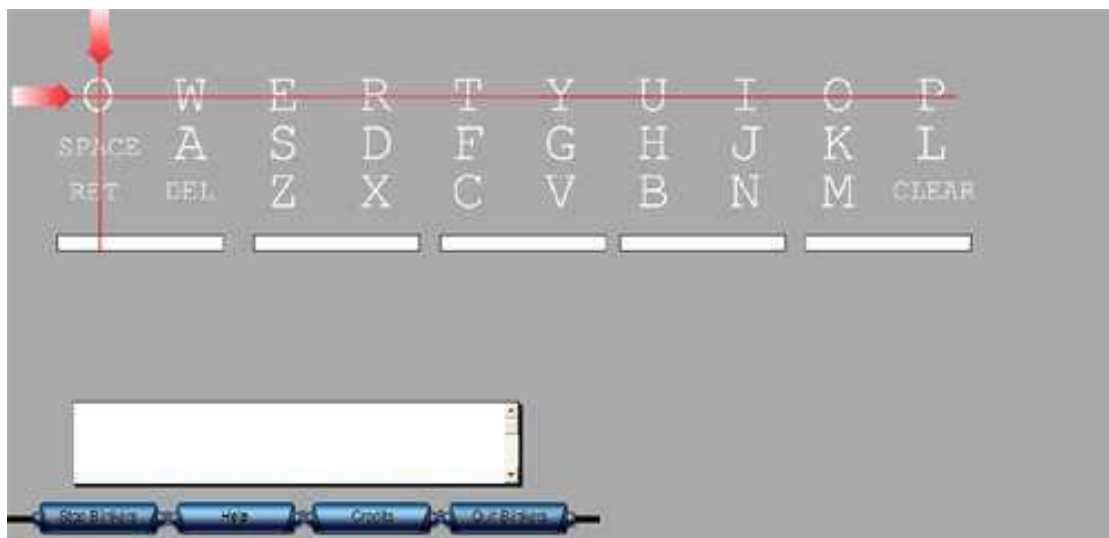 Q W E R T Y U I O P
SPACE A S D F G H J K L
RET DEL Z X C V B N M CLEAR
Help Credits